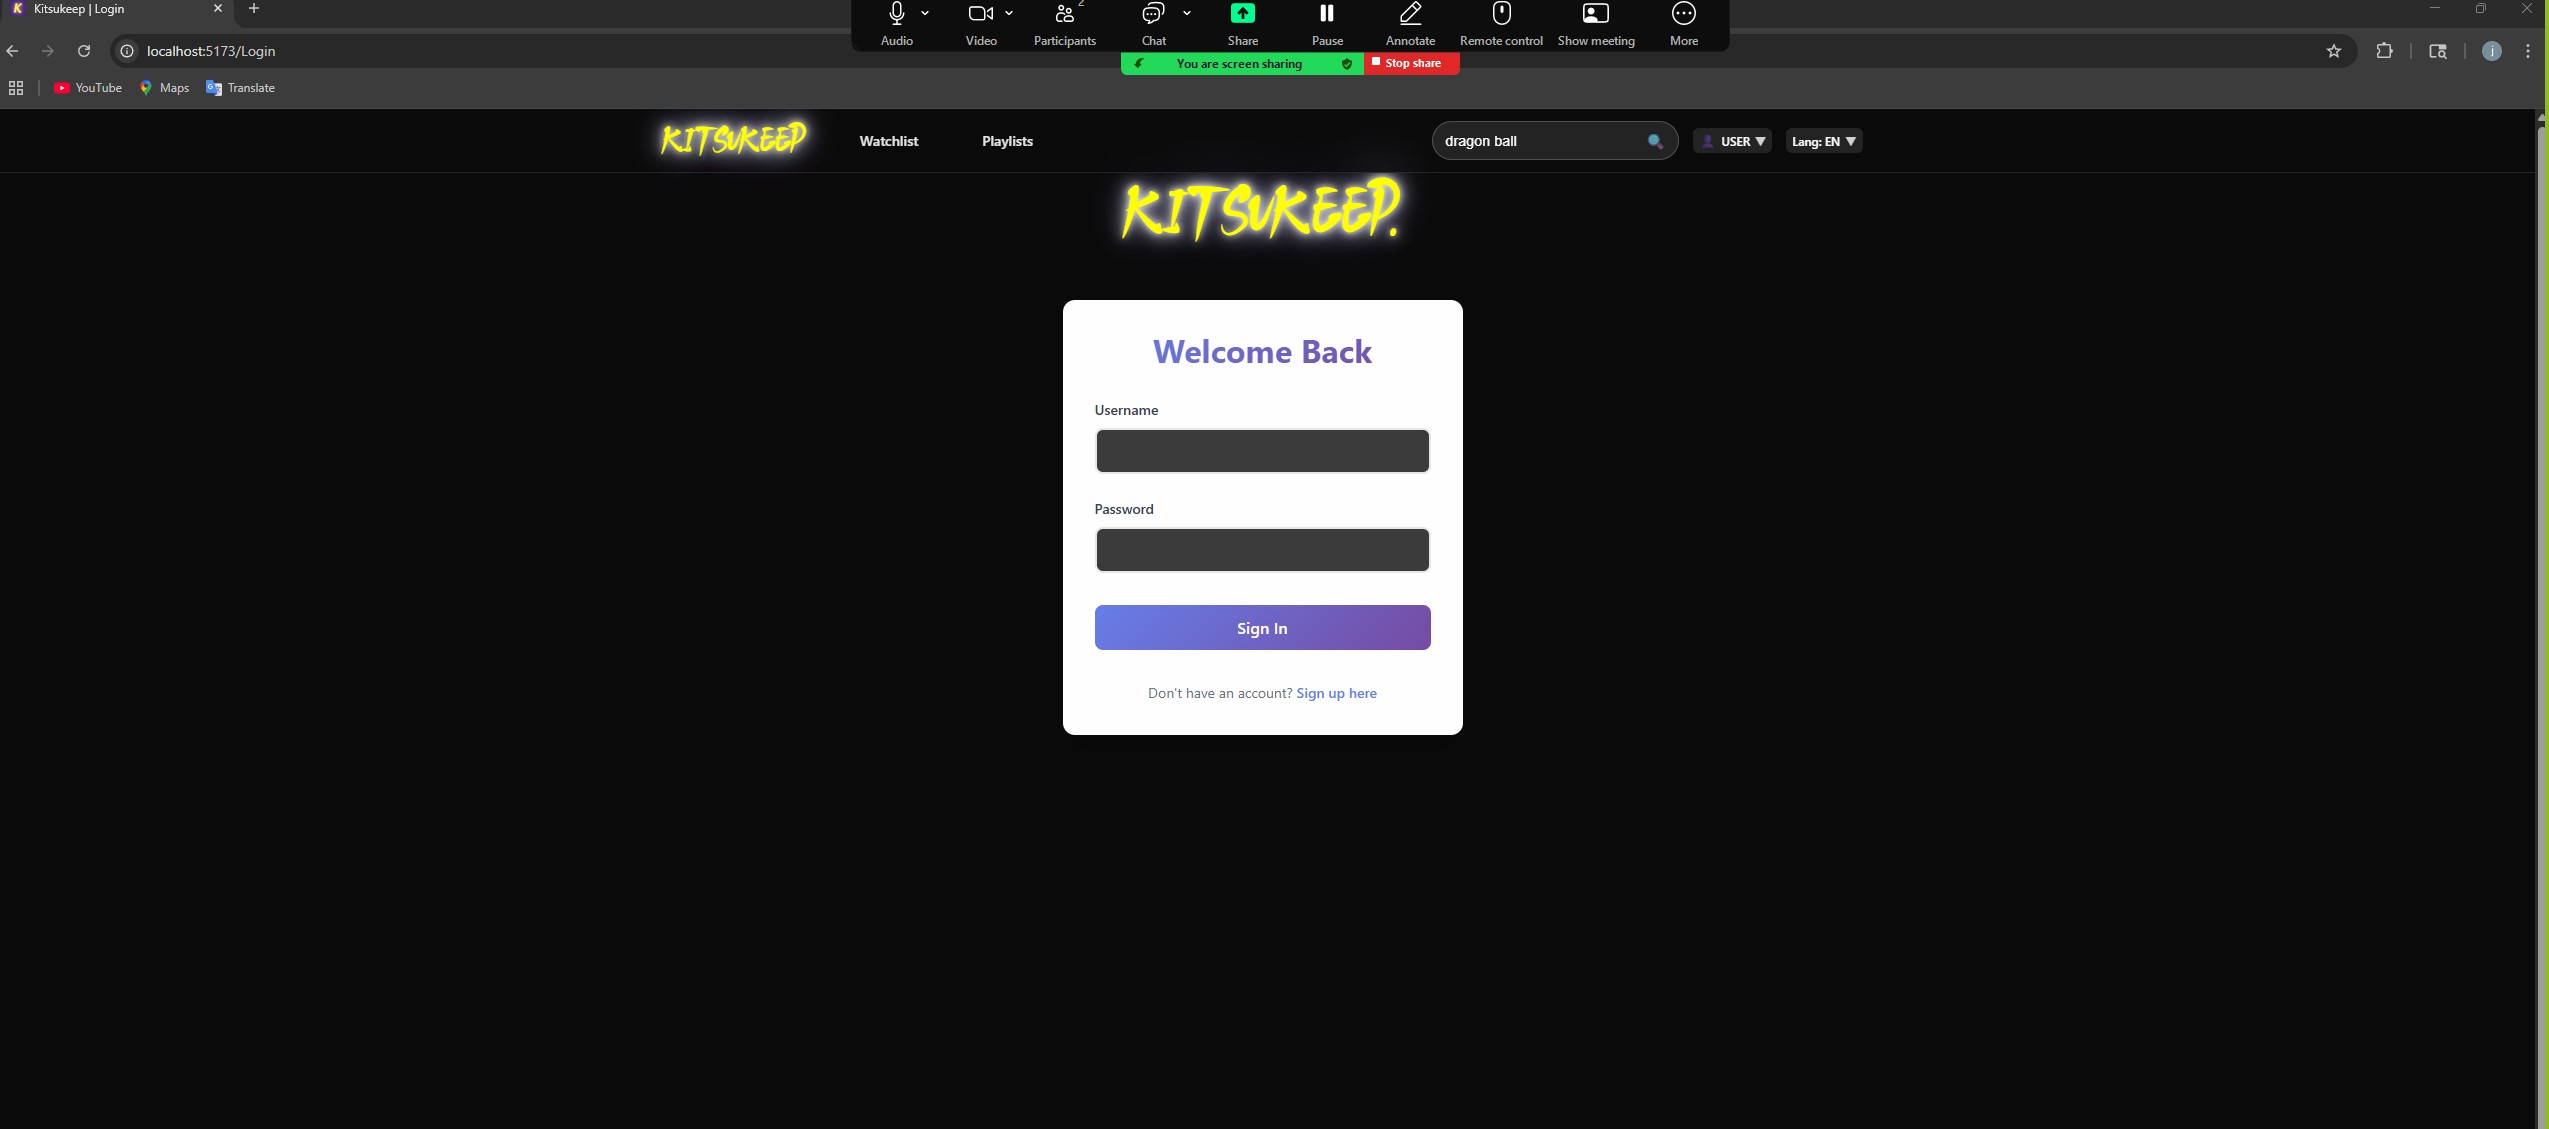 Kitsukeep | Login
Audio
Video
2
Participants
Chat
Share
Pause
Annotate
Remote control
Show meeting
More
localhost:5173/Login
You are screen sharing
Stop share
j
YouTube
Maps
Translate
KITSUKEEP
Watchlist
Playlists
dragon ball
USER ▼
Lang: EN ▼
KITSUKEEP.
Welcome Back
Username
Password
Sign In
Don't have an account? Sign up here